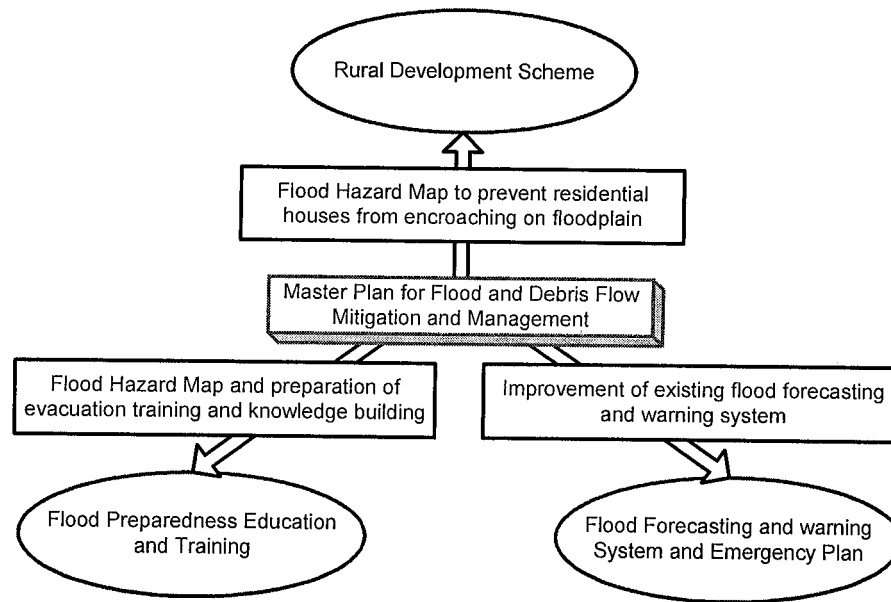 Rural Development Scheme
Flood Hazard Map to prevent residential
houses from encroaching on floodplain
Master Plan for Flood and Debris Flow
Mitigation and Management
Flood Hazard Map and preparation of
evacuation training and knowledge building
Improvement of existing flood forecasting
and warning system
Flood Preparedness Education
and Training
Flood Forecasting and warning
System and Emergency Plan